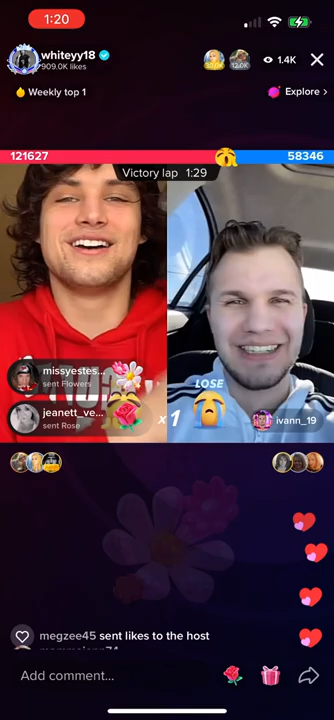 1:20
whiteyy18
909.0K likes
1.4K
Weekly top 1
Explore >
121627
58346
Victory lap 1:29
missyestes...
sent Flowers
LOSE
jeanett_ve...
sent Rose
x 1
ivann_19
megzee45 sent likes to the host
Add comment...